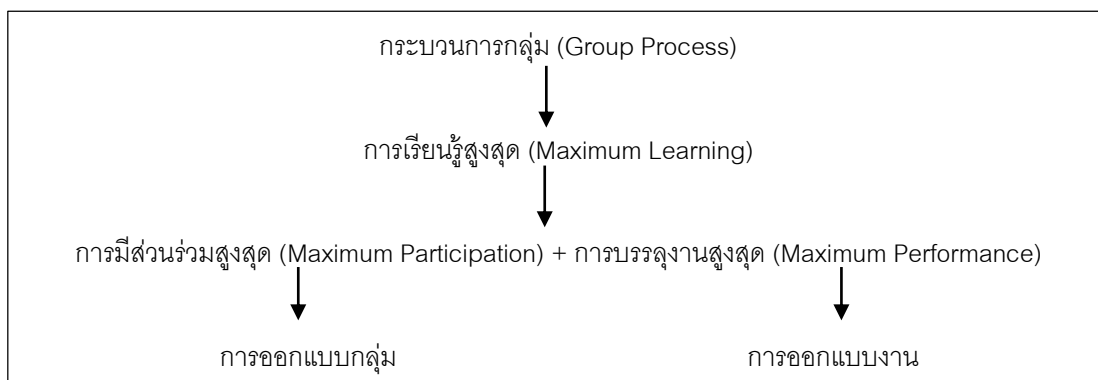 กระบวนการกลุ่ม (Group Process)
การเรียนรู้สูงสุด (Maximum Learning)
การมีส่วนร่วมสูงสุด (Maximum Participation) + การบรรลุงานสูงสุด (Maximum Performance)
การออกแบบกลุ่ม การออกแบบงาน